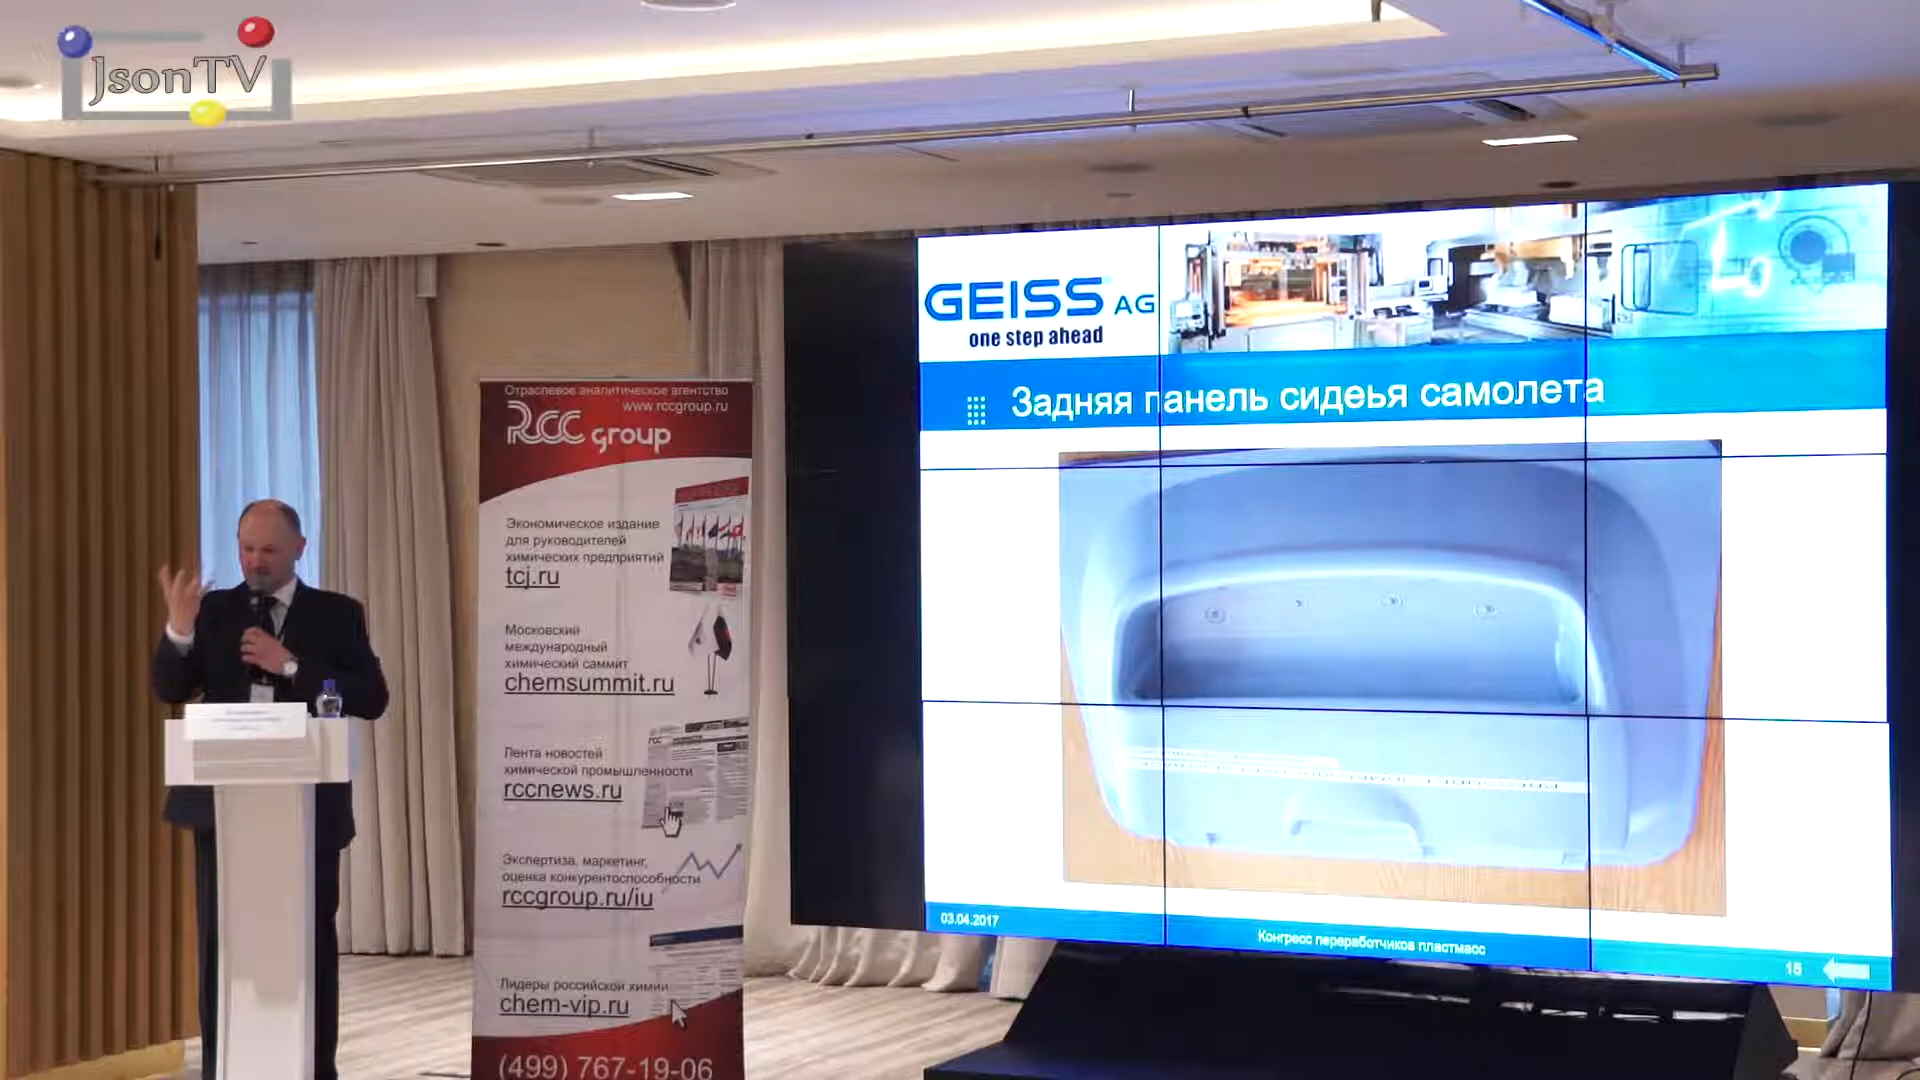 JsonTV
Отраслевое аналитическое агентство
www.rccgroup.ru
RCC group
Экономическое издание
для руководителей
химических предприятий
tcj.ru
Московский
международный
химический саммит
chemsummit.ru
Лента новостей
химической промышленности
rccnews.ru
Экспертиза, маркетинг,
оценка конкурентоспособности
rccgroup.ru/iu
Лидеры российской химии
chem-vip.ru
(499) 767-19-06
GEISS AG
one step ahead
Задняя панель сиденья самолета
03.04.2017
Конгресс переработчиков пластмасс
15